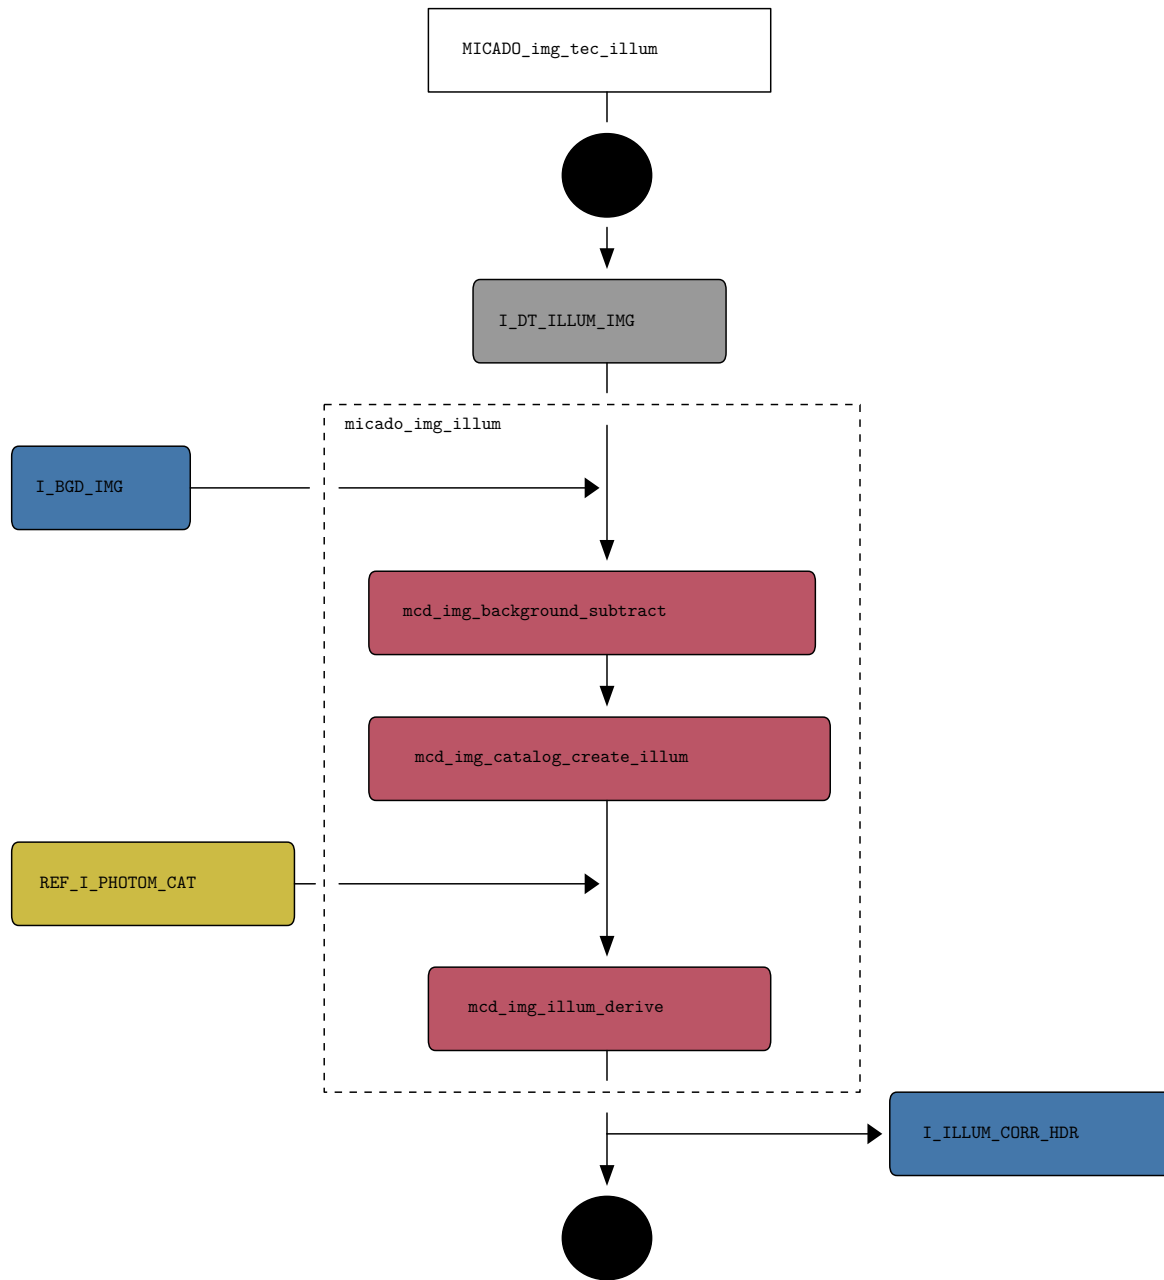 MICADO_img_tec_illum
I_DT_ILLUM_IMG
micado_img_illum
I_BGD_IMG
mcd_img_background_subtract
mcd_img_catalog_create_illum
REF_I_PHOTOM_CAT
mcd_img_illum_derive
I_ILLUM_CORR_HDR